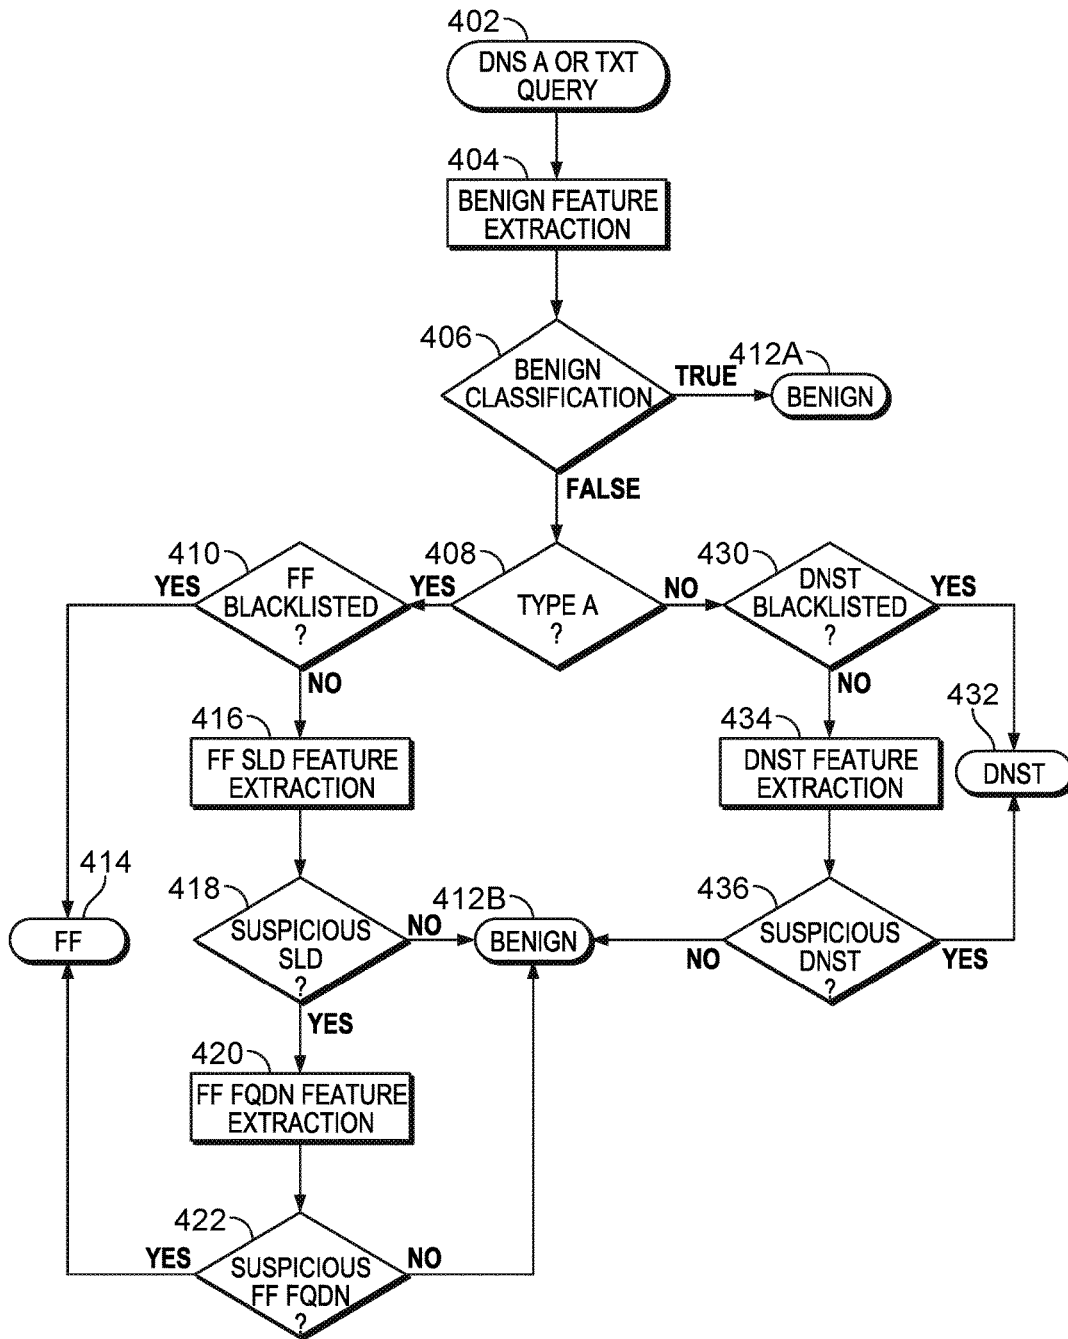 402
DNS A OR TXT
QUERY
404
BENIGN FEATURE
EXTRACTION
406
BENIGN
CLASSIFICATION
TRUE
412A
BENIGN
FALSE
410
YES
FF
BLACKLISTED
?
408
YES
TYPE A
?
NO
430
DNST
BLACKLISTED
?
YES
NO
NO
416
FF SLD FEATURE
EXTRACTION
434
DNST FEATURE
EXTRACTION
432
DNST
414
FF
418
SUSPICIOUS
SLD
?
NO
412B
BENIGN
436
SUSPICIOUS
DNST
?
NO
YES
YES
420
FF FQDN FEATURE
EXTRACTION
422
YES
SUSPICIOUS
FF FQDN
?
NO